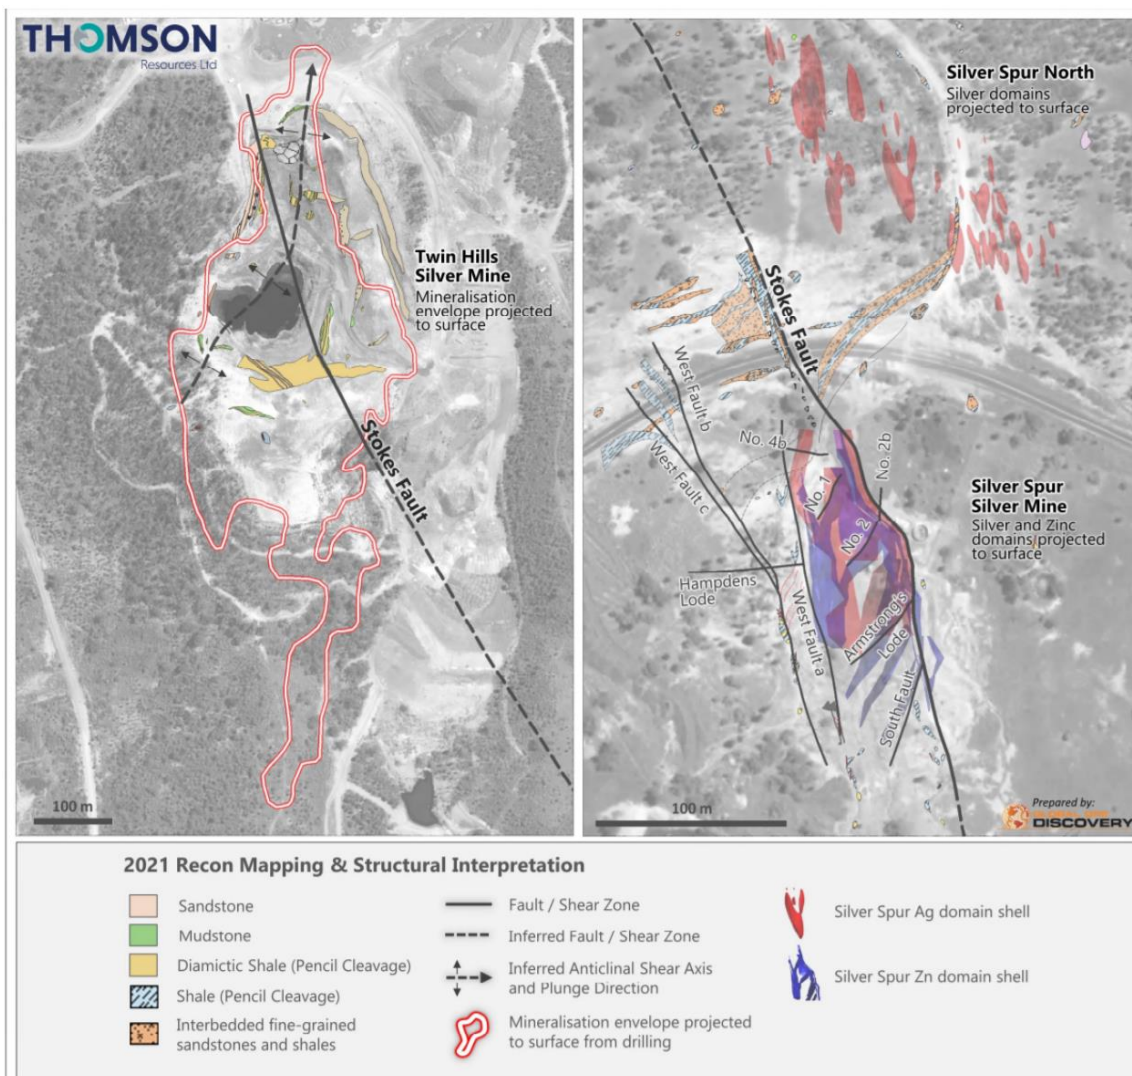 THOMSON
Resources Ltd
Twin Hills
Silver Mine
Mineralisation
envelope projected
to surface
Stokes Fault
100 m
Silver Spur North
Silver domains
projected to surface
Stokes Fault
West Fault b
West Fault c
No. 4b
No. 2b
No. 1
No. 2
Silver Spur
Silver Mine
Silver and Zinc
domains projected
to surface
Hampdens
Lode
West Fault a
Armstrong's
Lode
South Fault
100 m
Prepared by:
DISCOVERY
2021 Recon Mapping & Structural Interpretation
Sandstone
Mudstone
Diamictic Shale (Pencil Cleavage)
Shale (Pencil Cleavage)
Interbedded fine-grained
sandstones and shales
Fault / Shear Zone
Inferred Fault / Shear Zone
Inferred Anticlinal Shear Axis
and Plunge Direction
Mineralisation envelope projected
to surface from drilling
Silver Spur Ag domain shell
Silver Spur Zn domain shell